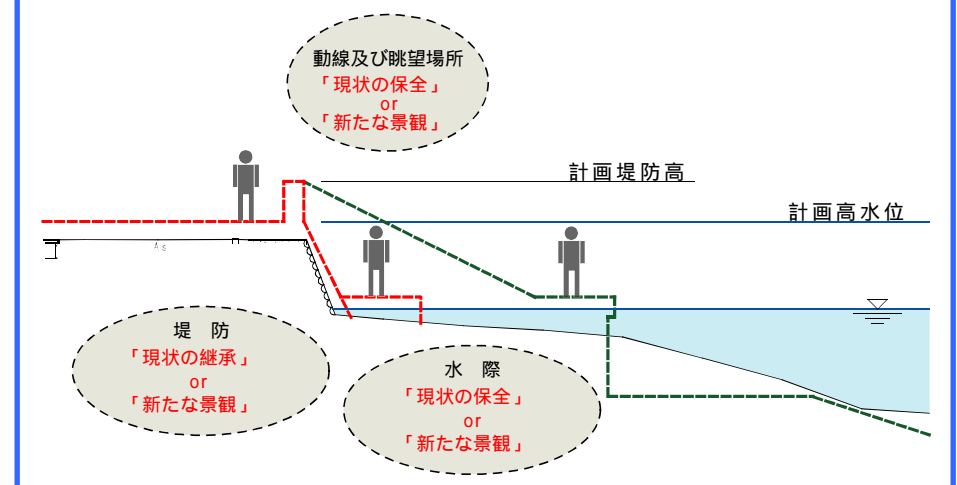 動線及び眺望場所
「現状の保全」
or
「新たな景観」
計画堤防高
計画高水位
As
堤 防
「現状の継承」
or
「新たな景観」
水 際
「現状の保全」
or
「新たな景観」